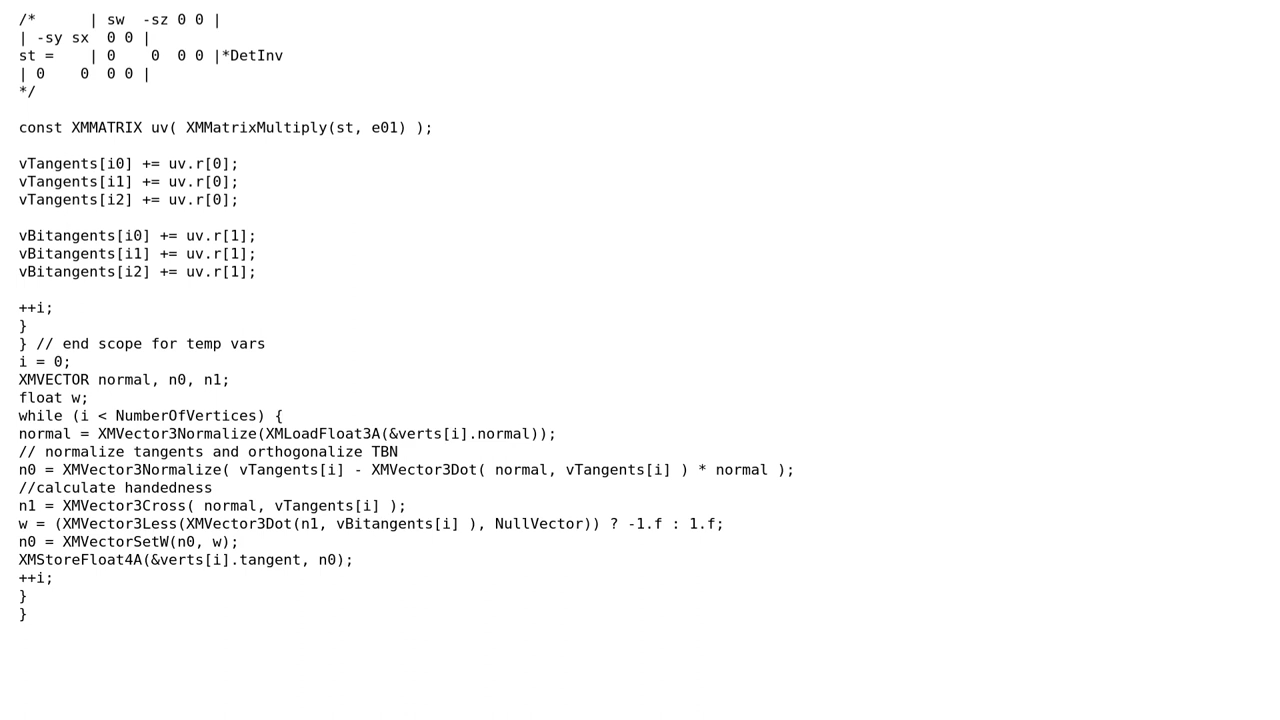 /*      | sw  -sz 0 0 |
| -sy sx  0 0 |
st =    | 0    0  0 0 |*DetInv
| 0    0  0 0 |
*/

const XMMATRIX uv( XMMatrixMultiply(st, e01) );

vTangents[i0] += uv.r[0];
vTangents[i1] += uv.r[0];
vTangents[i2] += uv.r[0];

vBitangents[i0] += uv.r[1];
vBitangents[i1] += uv.r[1];
vBitangents[i2] += uv.r[1];

++i;
}
} // end scope for temp vars
i = 0;
XMVECTOR normal, n0, n1;
float w;
while (i < NumberOfVertices) {
normal = XMVector3Normalize(XMLoadFloat3A(&verts[i].normal));
// normalize tangents and orthogonalize TBN
n0 = XMVector3Normalize( vTangents[i] - XMVector3Dot( normal, vTangents[i] ) * normal );
//calculate handedness
n1 = XMVector3Cross( normal, vTangents[i] );
w = (XMVector3Less(XMVector3Dot(n1, vBitangents[i] ), NullVector)) ? -1.f : 1.f;
n0 = XMVectorSetW(n0, w);
XMStoreFloat4A(&verts[i].tangent, n0);
++i;
}
}